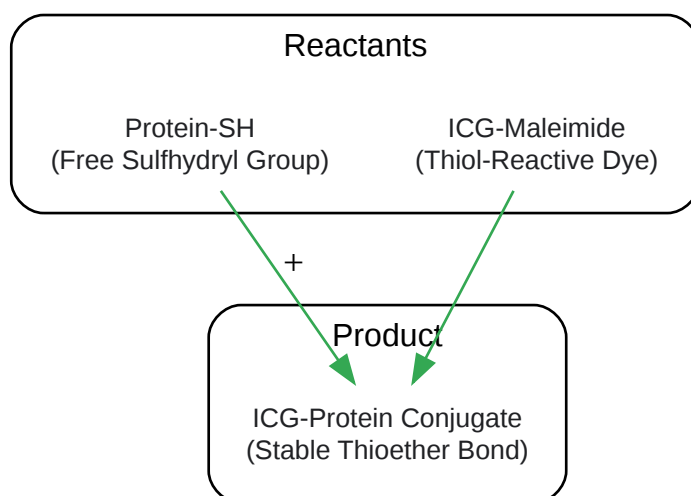 Reactants
Protein-SH
(Free Sulfhydryl Group)
ICG-Maleimide
(Thiol-Reactive Dye)
+
Product
ICG-Protein Conjugate
(Stable Thioether Bond)